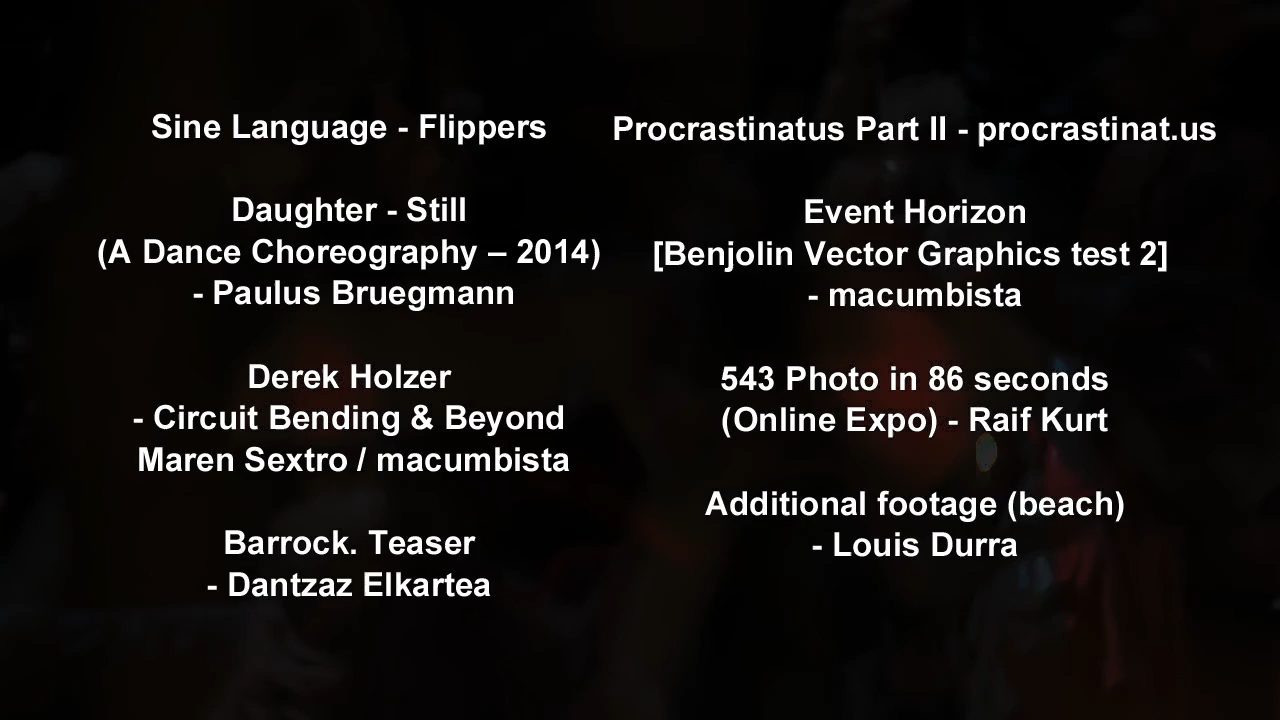 Sine Language - Flippers
Daughter - Still
(A Dance Choreography – 2014)
- Paulus Bruegmann
Derek Holzer
- Circuit Bending & Beyond
Maren Sextro / macumbista
Barrock. Teaser
- Dantzaz Elkartea
Procrastinatus Part II - procrastinat.us
Event Horizon
[Benjolin Vector Graphics test 2]
- macumbista
543 Photo in 86 seconds
(Online Expo) - Raif Kurt
Additional footage (beach)
- Louis Durra